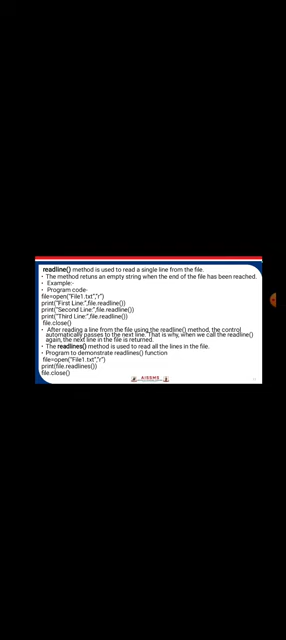 readline() method is used to read a single line from the file.
• The method retuns an empty string when the end of the file has been reached.
• Example:-
• Program code-
file=open("File1.txt","r")
print("First Line:",file.readline())
print("Second Line:",file.readline())
print("Third Line:",file.readline())
file.close()
• After reading a line from the file using the readline() method, the control
automatically passes to the next line. That is why, when we call the readline()
again, the next line in the file is returned.
• The readlines() method is used to read all the lines in the file.
• Program to demonstrate readlines() function
file=open("File1.txt","r")
print(file.readlines())
file.close()
AISSMS